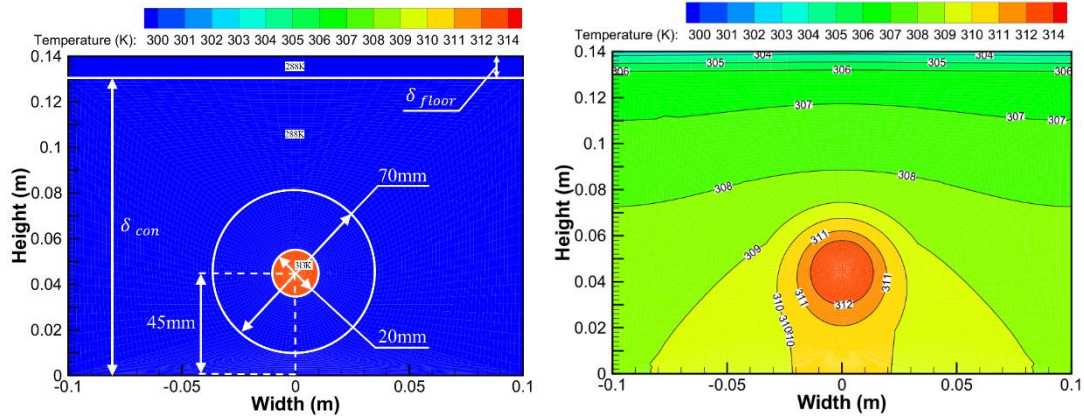 Temperature (K): 300 301 302 303 304 305 306 307 308 309 310 311 312 314
0.14
0.12
0.1
0.08
0.06
0.04
0.02
0
Height (m)
288K
δ_floor
288K
δ_con
70mm
313K
45mm
20mm
-0.1 -0.05 0 0.05 0.1
Width (m)
Temperature (K): 300 301 302 303 304 305 306 307 308 309 310 311 312 314
0.14
0.12
0.1
0.08
0.06
0.04
0.02
0
Height (m)
304 304
305 305
306 306 306
307 307 307
308 308
309
311
311
311
312
310
310
310
-0.1 -0.05 0 0.05 0.1
Width (m)